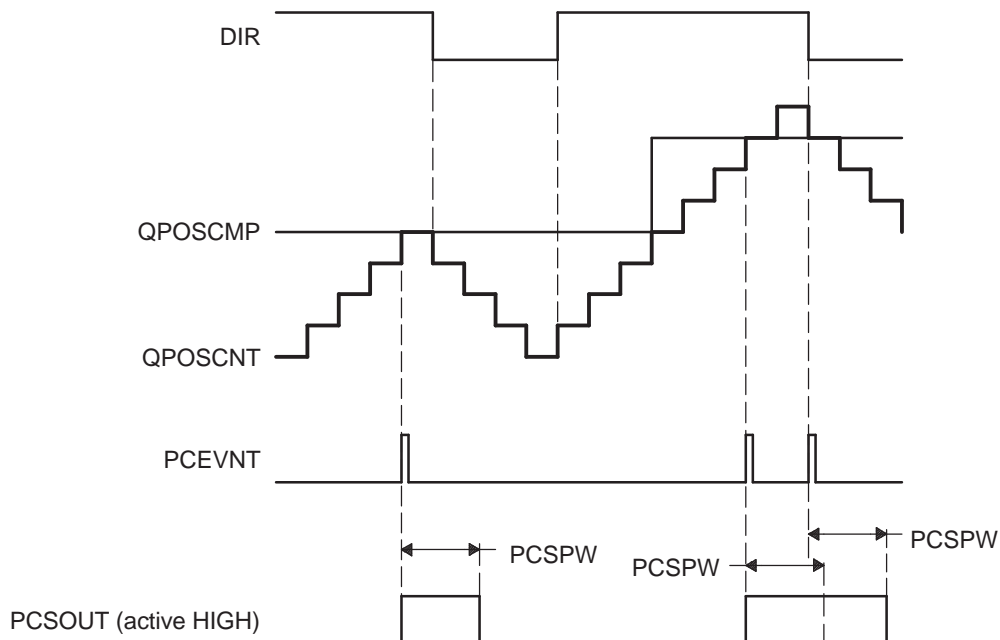 DIR
QPOSCMP
QPOSCNT
PCEVNT
PCSPW
PCSPW
PCSPW
PCSOUT (active HIGH)